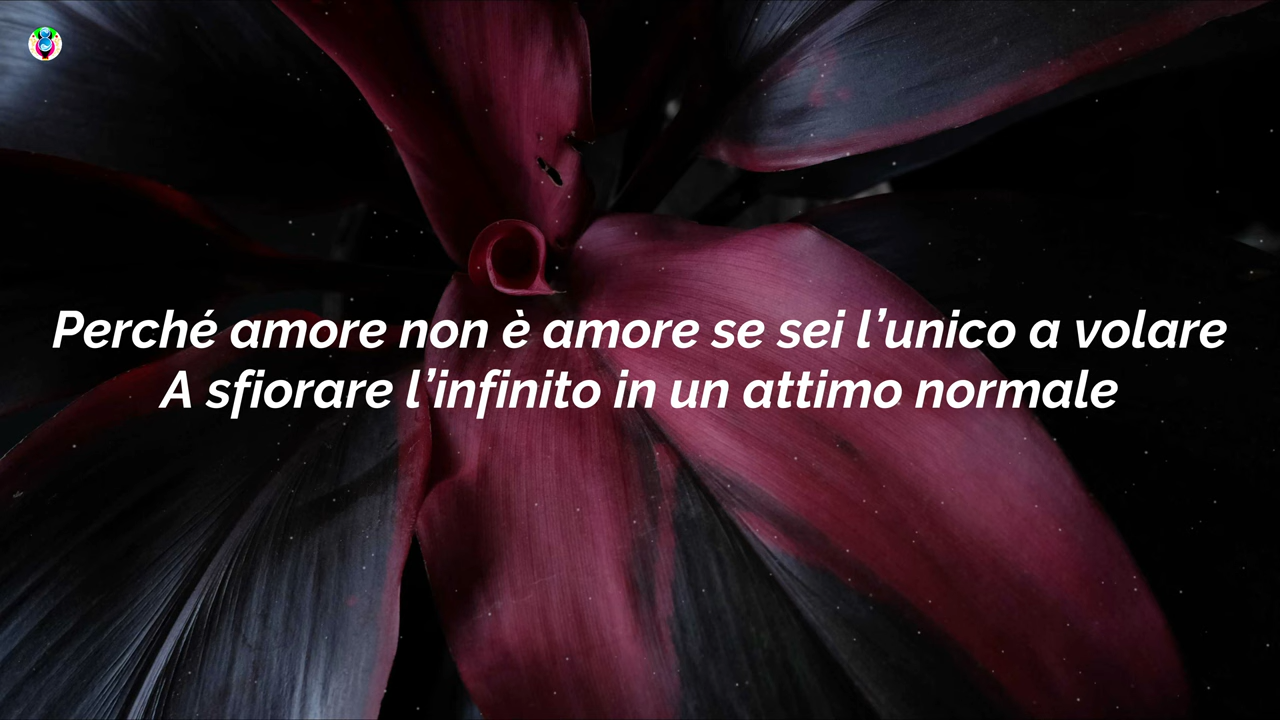 Perché amore non è amore se sei l’unico a volare
A sfiorare l’infinito in un attimo normale